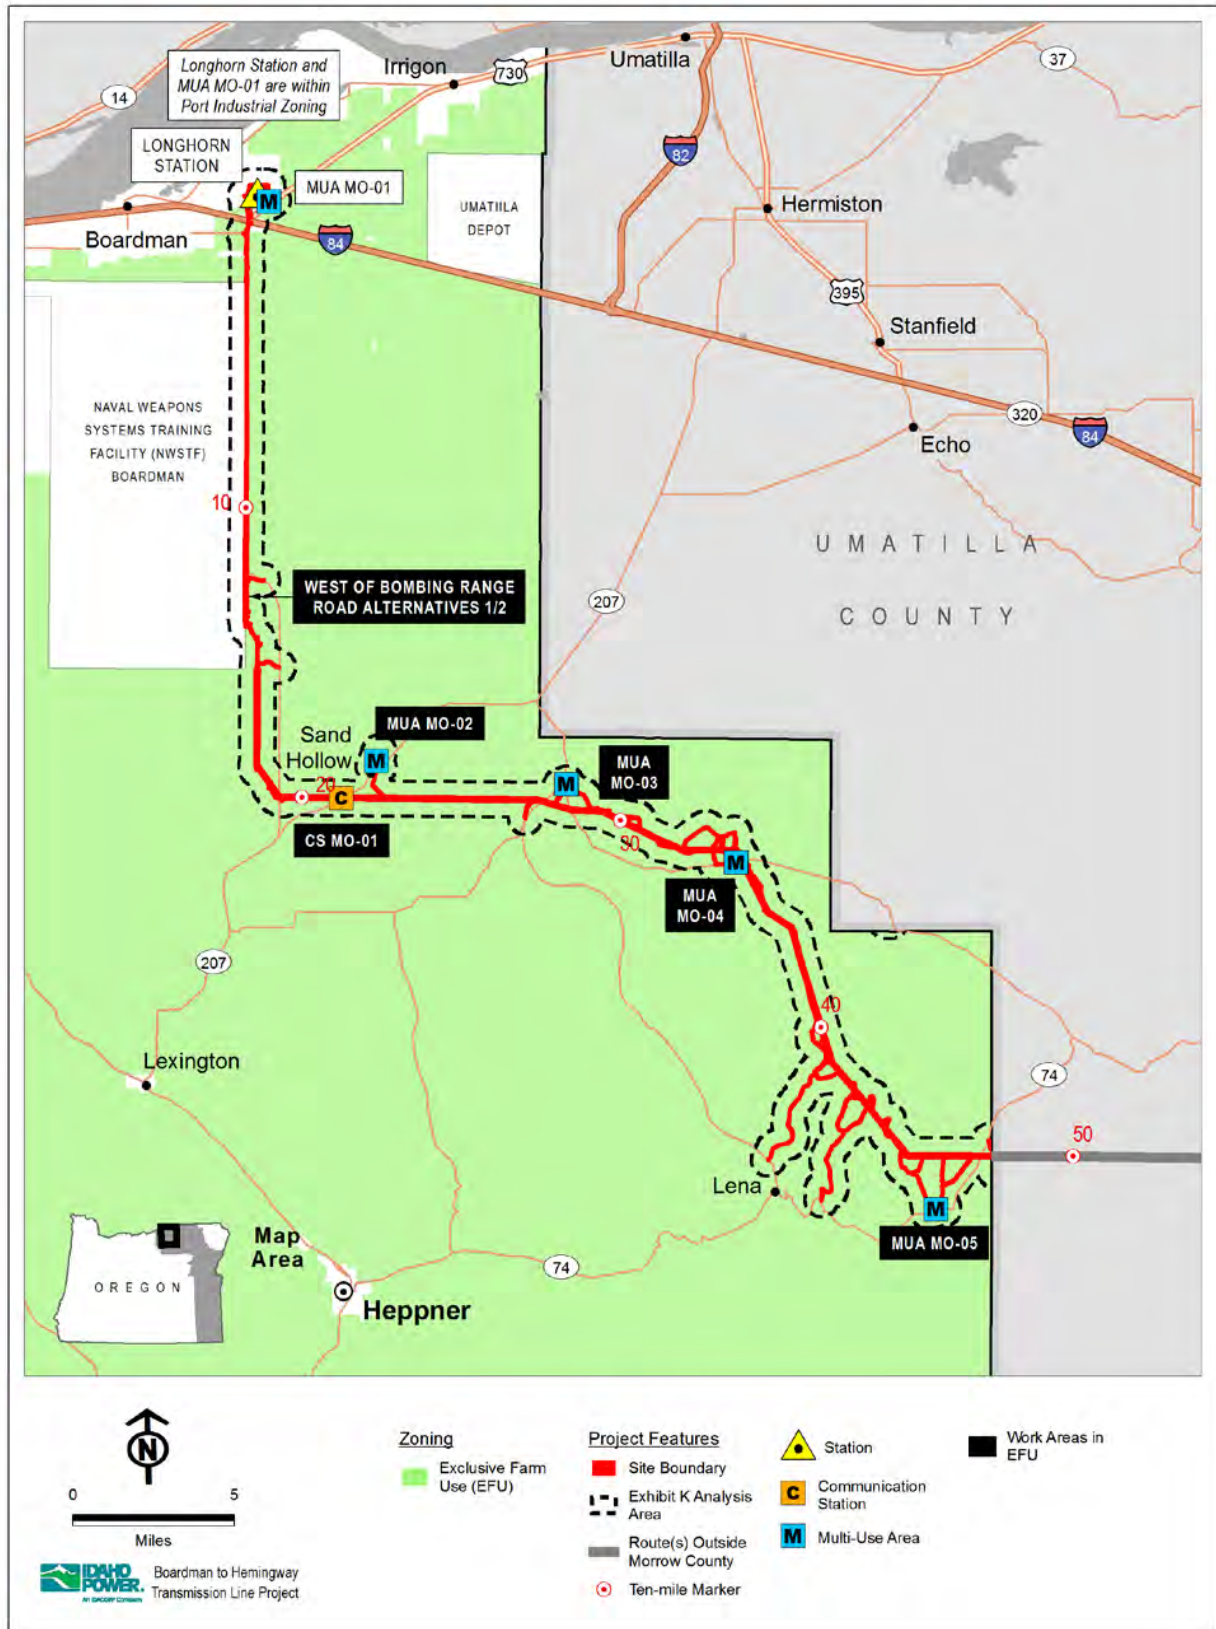 Longhorn Station and
MUA MO-01 are within
Port Industrial Zoning
Irrigon
730
Umatilla
37
14
LONGHORN
STATION
MUA MO-01
82
UMATIILA
DEPOT
Hermiston
Boardman
84
395
Stanfield
NAVAL WEAPONS
SYSTEMS TRAINING
FACILITY (NWSTF)
BOARDMAN
320
84
Echo
10
UMATILLA
COUNTY
WEST OF BOMBING RANGE
ROAD ALTERNATIVES 1/2
207
Sand
Hollow
MUA MO-02
M
MUA
MO-03
M
20
C
CS MO-01
30
M
MUA
MO-04
207
40
Lexington
74
50
Lena
M
MUA MO-05
Map
Area
OREGON
74
Heppner
M
N
0
5
Miles
IDAHO
POWER.
An IDACORP Company
Boardman to Hemingway
Transmission Line Project
Zoning
Exclusive Farm
Use (EFU)
Project Features
Site Boundary
Exhibit K Analysis
Area
Route(s) Outside
Morrow County
Ten-mile Marker
Station
C
Communication
Station
M
Multi-Use Area
Work Areas in
EFU